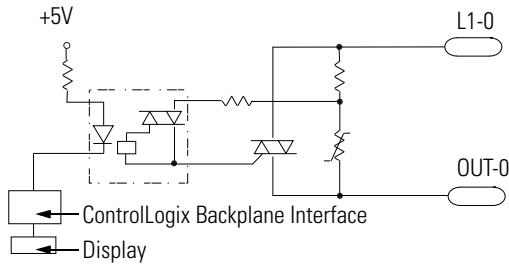 +5V
L1-0
OUT-0
ControlLogix Backplane Interface
Display